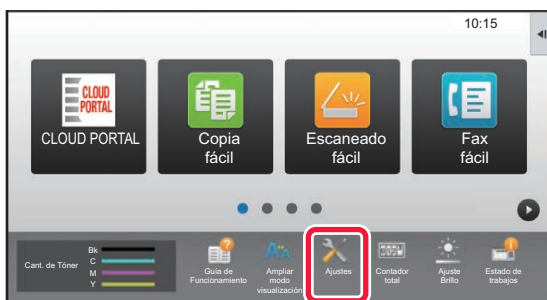 10:15
CLOUD
PORTAL
CLOUD PORTAL
Copia
fácil
Escaneado
fácil
Fax
fácil
Cant. de Tóner
Bk
C
M
Y
Guía de
Funcionamiento
Ampliar
modo
visualización
Ajustes
Contador
total
Ajuste
Brillo
Estado de
trabajos